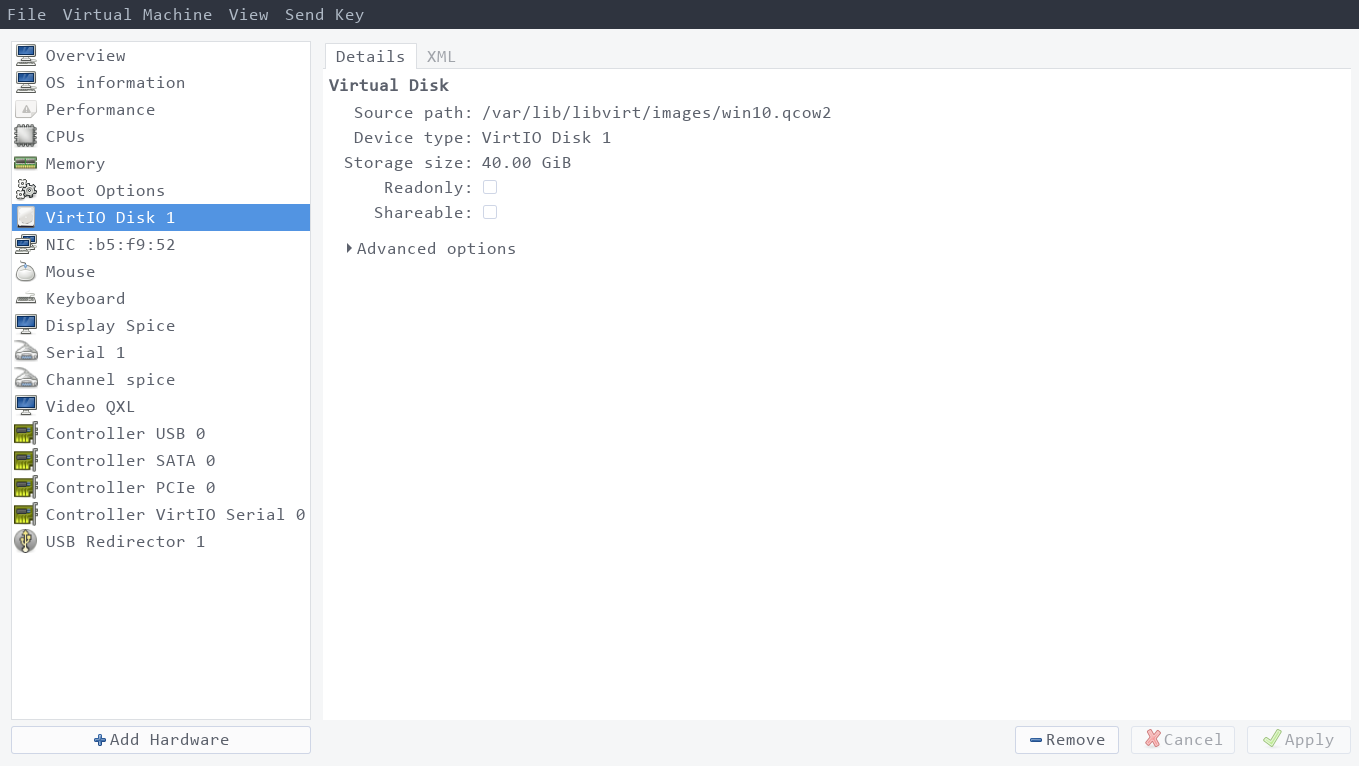 File Virtual Machine View Send Key
Overview
OS information
Performance
CPUs
Memory
Boot Options
VirtIO Disk 1
NIC :b5:f9:52
Mouse
Keyboard
Display Spice
Serial 1
Channel spice
Video QXL
Controller USB 0
Controller SATA 0
Controller PCIe 0
Controller VirtIO Serial 0
USB Redirector 1
Add Hardware
Details XML
Virtual Disk
Source path: /var/lib/libvirt/images/win10.qcow2
Device type: VirtIO Disk 1
Storage size: 40.00 GiB
Readonly:
Shareable:
Advanced options
Remove Cancel Apply